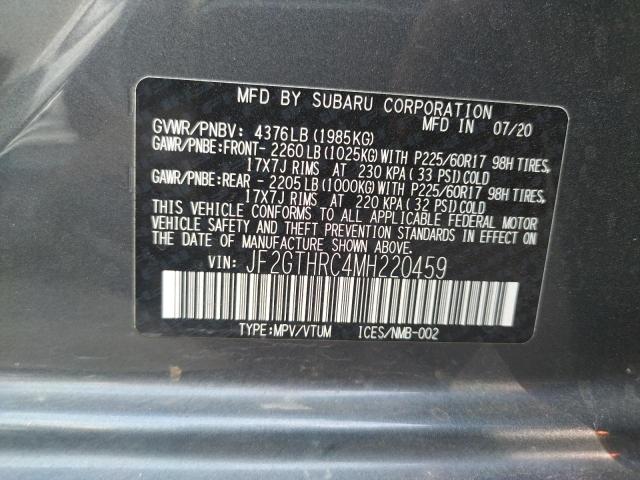 MFD BY SUBARU CORPORATION
MFD IN 07/20
GVWR/PNBV: 4376LB(1985KG)
GAWR/PNBE:FRONT- 2260LB(1025KG)WITH P225/60R17 98H TIRES,
17X7J RIMS AT 230 KPA( 33 PSI)COLD
GAWR/PNBE:REAR - 2205LB(1000KG)WITH P225/60R17 98H TIRES,
17X7J RIMS AT 220 KPA( 32 PSI)COLD
THIS VEHICLE CONFORMS TO ALL APPLICABLE FEDERAL MOTOR
VEHICLE SAFETY AND THEFT PREVENTION STANDARDS IN EFFECT ON
THE DATE OF MANUFACTURE SHOWN ABOVE.
VIN: JF2GTHRC4MH220459
TYPE:MPV/VTUM ICES/NMB-002